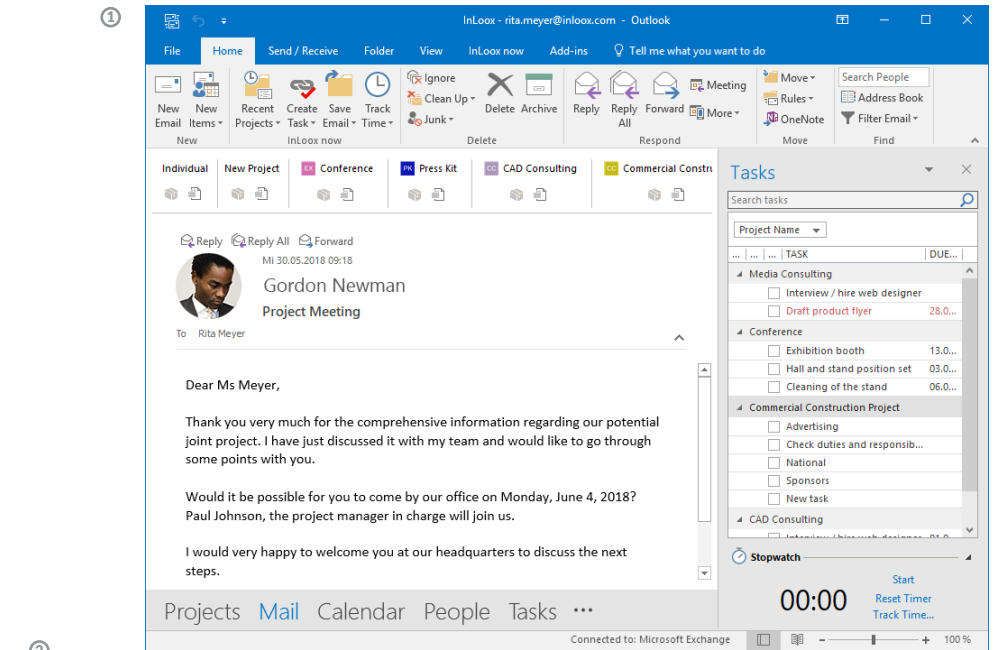 1
InLoox - rita.meyer@inloox.com - Outlook
File Home Send / Receive Folder View InLoox now Add-ins Tell me what you want to do
New Email
New Items
New
Recent Projects
Create Task
Save Email
Track Time
InLoox now
Ignore
Clean Up
Junk
Delete
Archive
Delete
Reply
Reply All
Forward
Meeting
More
Respond
Move
Rules
OneNote
Move
Search People
Address Book
Filter Email
Find
Individual New Project EX Conference PK Press Kit CC CAD Consulting CC Commercial Constru
Reply Reply All Forward
Mi 30.05.2018 09:18
Gordon Newman
Project Meeting
To Rita Meyer
Dear Ms Meyer,
Thank you very much for the comprehensive information regarding our potential
joint project. I have just discussed it with my team and would like to go through
some points with you.
Would it be possible for you to come by our office on Monday, June 4, 2018?
Paul Johnson, the project manager in charge will join us.
I would very happy to welcome you at our headquarters to discuss the next
steps.
Tasks
Search tasks
Project Name
... ... ... TASK DUE...
Media Consulting
Interview / hire web designer
Draft product flyer 28.0...
Conference
Exhibition booth 13.0...
Hall and stand position set 03.0...
Cleaning of the stand 06.0...
Commercial Construction Project
Advertising
Check duties and responsib...
National
Sponsors
New task
CAD Consulting
Interview / hire web designer 01.0...
Stopwatch
00:00
Start
Reset Timer
Track Time...
Projects Mail Calendar People Tasks ...
Connected to: Microsoft Exchange
- + 100 %